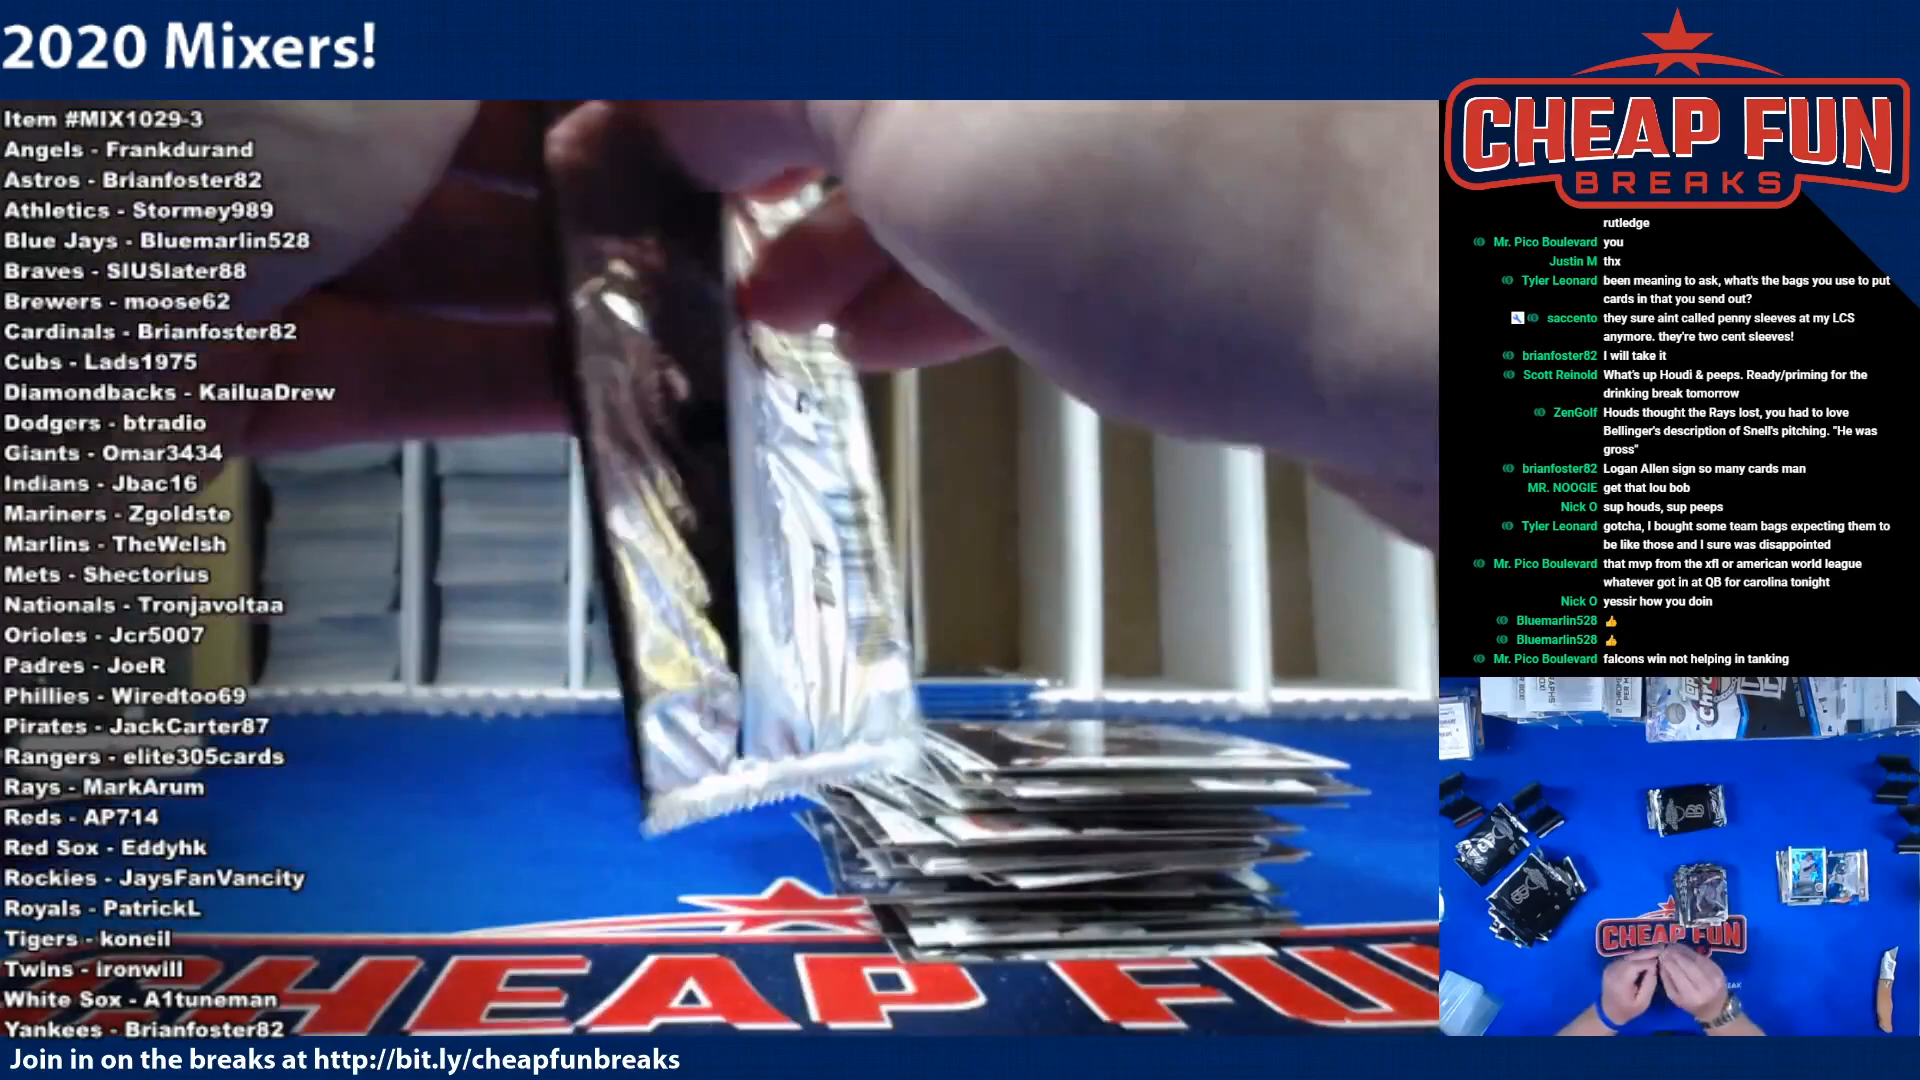 2020 Mixers!
Item #MIX1029-3
Angels - Frankdurand
Astros - Brianfoster82
Athletics - Stormey989
Blue Jays - Bluemarlin528
Braves - SIUSlater88
Brewers - moose62
Cardinals - Brianfoster82
Cubs - Lads1975
Diamondbacks - KailuaDrew
Dodgers - btradio
Giants - Omar3434
Indians - Jbac16
Mariners - Zgoldste
Marlins - TheWelsh
Mets - Shectorius
Nationals - Tronjavoltaa
Orioles - Jcr5007
Padres - JoeR
Phillies - Wiredtoo69
Pirates - JackCarter87
Rangers - elite305cards
Rays - MarkArum
Reds - AP714
Red Sox - Eddyhk
Rockies - JaysFanVancity
Royals - PatrickL
Tigers - koneil
Twins - ironwill
White Sox - A1tuneman
Yankees - Brianfoster82
CHEAP FU
Join in on the breaks at http://bit.ly/cheapfunbreaks
CHEAP FUN
BREAKS
rutledge
Mr. Pico Boulevard you
Justin M thx
Tyler Leonard been meaning to ask, what's the bags you use to put
cards in that you send out?
saccento they sure aint called penny sleeves at my LCS
anymore. they're two cent sleeves!
brianfoster82 I will take it
Scott Reinold What's up Houdi & peeps. Ready/priming for the
drinking break tomorrow
ZenGolf Houds thought the Rays lost, you had to love
Bellinger's description of Snell's pitching. "He was
gross"
brianfoster82 Logan Allen sign so many cards man
MR. NOOGIE get that lou bob
Nick O sup houds, sup peeps
Tyler Leonard gotcha, I bought some team bags expecting them to
be like those and I sure was disappointed
Mr. Pico Boulevard that mvp from the xfl or american world league
whatever got in at QB for carolina tonight
Nick O yessir how you doin
Bluemarlin528 👍
Bluemarlin528 👍
Mr. Pico Boulevard falcons win not helping in tanking
CHEAP FUN